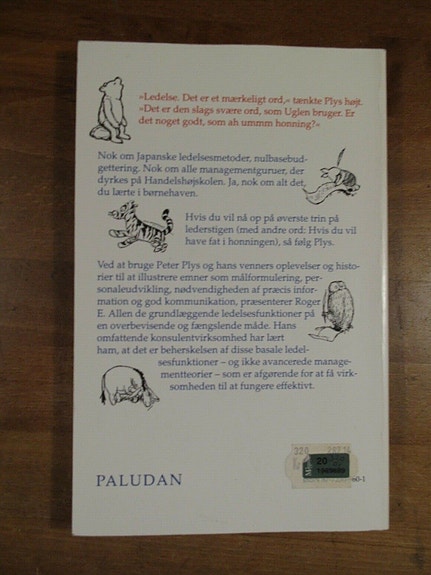 »Ledelse. Det er et mærkeligt ord,« tænkte Plys højt.
»Det er den slags svære ord, som Uglen bruger. Er
det noget godt, som ah ummm honning?«
Nok om Japanske ledelsesmetoder, nulbasebud-
gettering. Nok om alle managementguruer, der
dyrkes på Handelshøjskolen. Ja, nok om alt det,
du lærte i børnehaven.
Hvis du vil nå op på øverste trin på
lederstigen (med andre ord: Hvis du vil
have fat i honningen), så følg Plys.
Ved at bruge Peter Plys og hans venners oplevelser og histo-
rier til at illustrere emner som målformulering, per-
sonaleudvikling, nødvendigheden af præcis infor-
mation og god kommunikation, præsenterer Roger
E. Allen de grundlæggende ledelsesfunktioner på
en overbevisende og fængslende måde. Hans
omfattende konsulentvirksomhed har lært
ham, at det er beherskelsen af disse basale ledel-
sesfunktioner – og ikke avancerede manage-
mentteorier – som er afgørende for at få virk-
somheden til at fungere effektivt.
20
PALUDAN